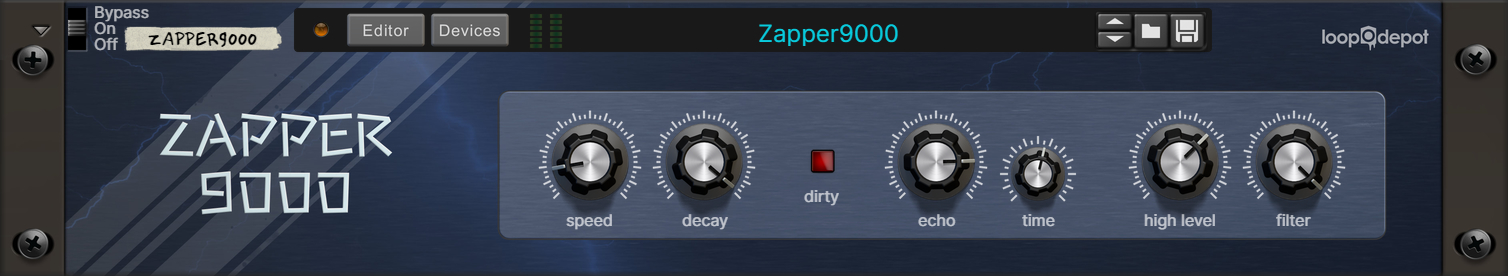 Bypass
On
Off
ZAPPER9000
Editor
Devices
Zapper9000
loopdepot
ZAPPER
9000
speed
decay
dirty
echo
time
high level
filter